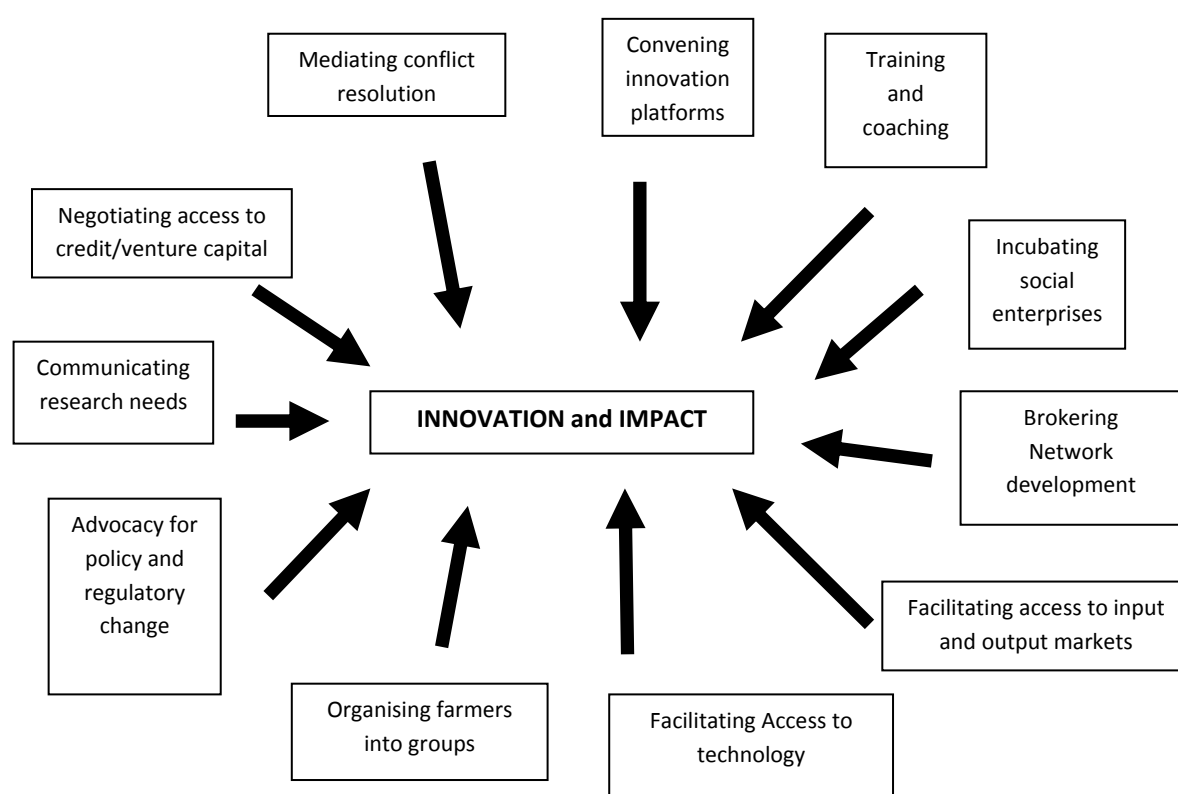 Mediating conflict
resolution
Convening
innovation
platforms
Training
and
coaching
Negotiating access to
credit/venture capital
Incubating
social
enterprises
Communicating
research needs
INNOVATION and IMPACT
Brokering
Network
development
Advocacy for
policy and
regulatory
change
Facilitating access to input
and output markets
Organising farmers
into groups
Facilitating Access to
technology